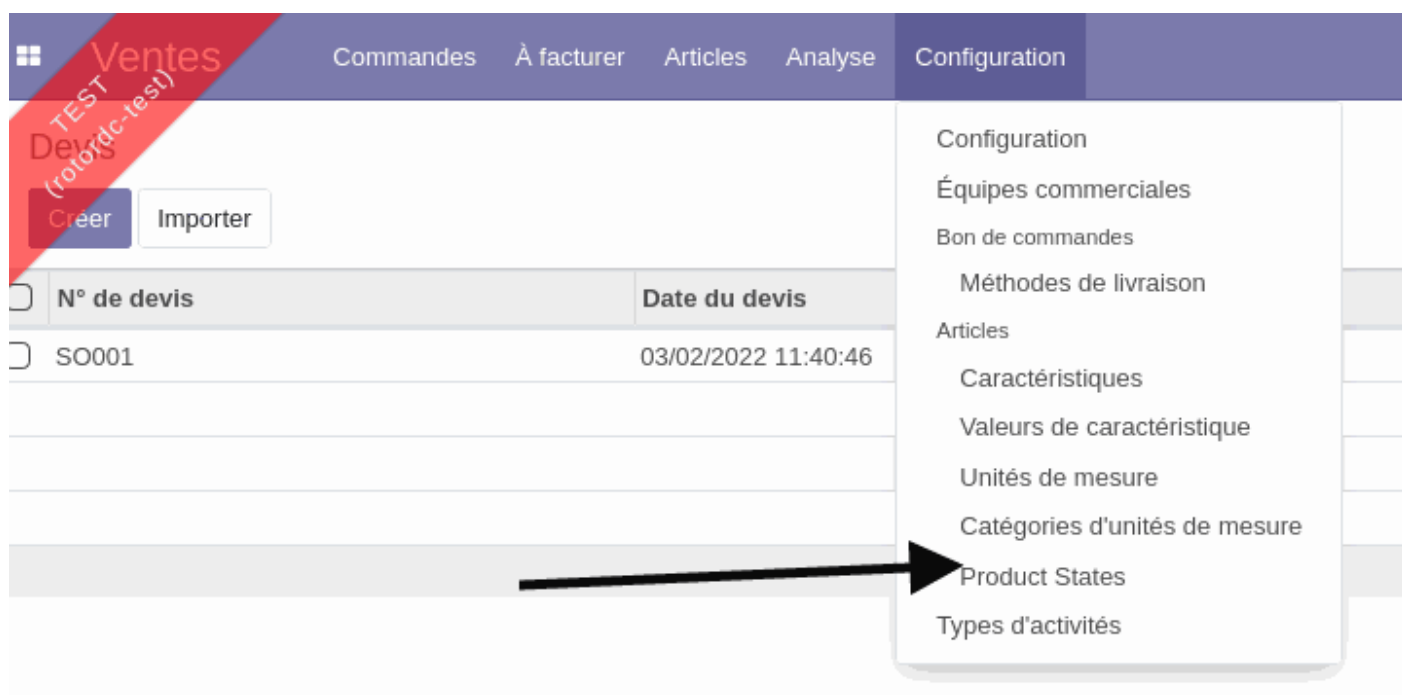 Ventes
Commandes
À facturer
Articles
Analyse
Configuration
TEST
(rotordc-test)
Devis
Créer
Importer
N° de devis
Date du devis
SO001
03/02/2022 11:40:46
Configuration
Équipes commerciales
Bon de commandes
Méthodes de livraison
Articles
Caractéristiques
Valeurs de caractéristique
Unités de mesure
Catégories d'unités de mesure
Product States
Types d'activités